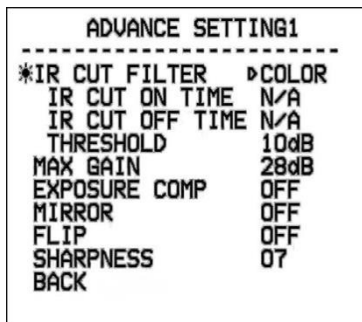 ADVANCE SETTING1
-------------------------
☀IR CUT FILTER ▷COLOR
IR CUT ON TIME N/A
IR CUT OFF TIME N/A
THRESHOLD 10dB
MAX GAIN 28dB
EXPOSURE COMP OFF
MIRROR OFF
FLIP OFF
SHARPNESS 07
BACK